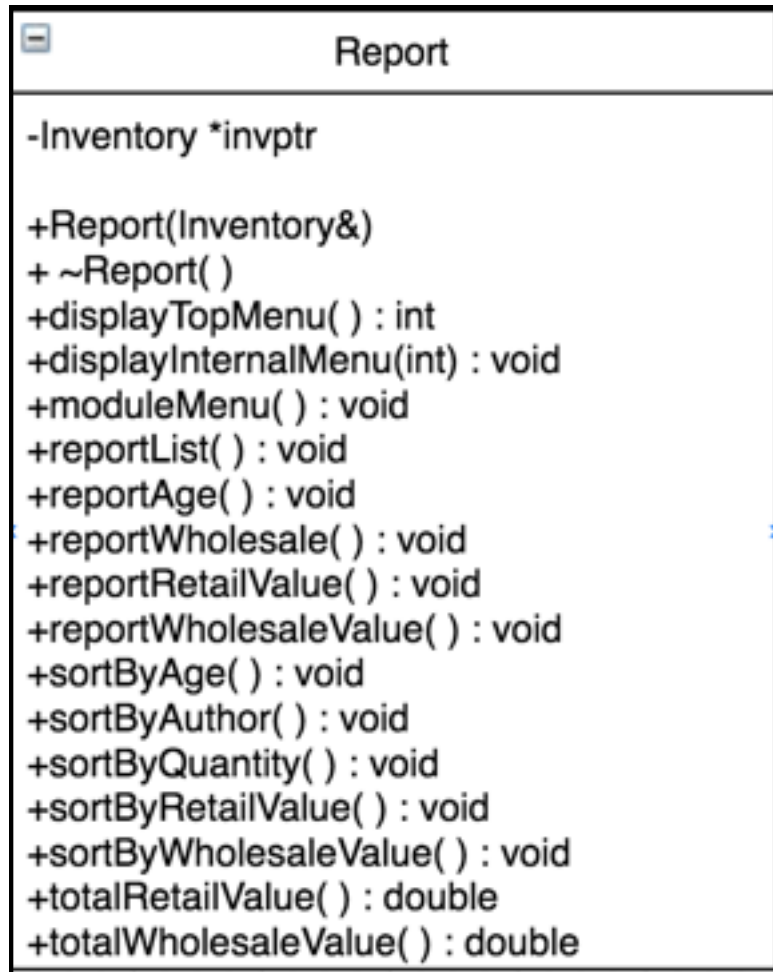 Report
-Inventory *invptr
+Report(Inventory&)
+ ~Report( )
+displayTopMenu( ) : int
+displayInternalMenu(int) : void
+moduleMenu( ) : void
+reportList( ) : void
+reportAge( ) : void
+reportWholesale( ) : void
+reportRetailValue( ) : void
+reportWholesaleValue( ) : void
+sortByAge( ) : void
+sortByAuthor( ) : void
+sortByQuantity( ) : void
+sortByRetailValue( ) : void
+sortByWholesaleValue( ) : void
+totalRetailValue( ) : double
+totalWholesaleValue( ) : double